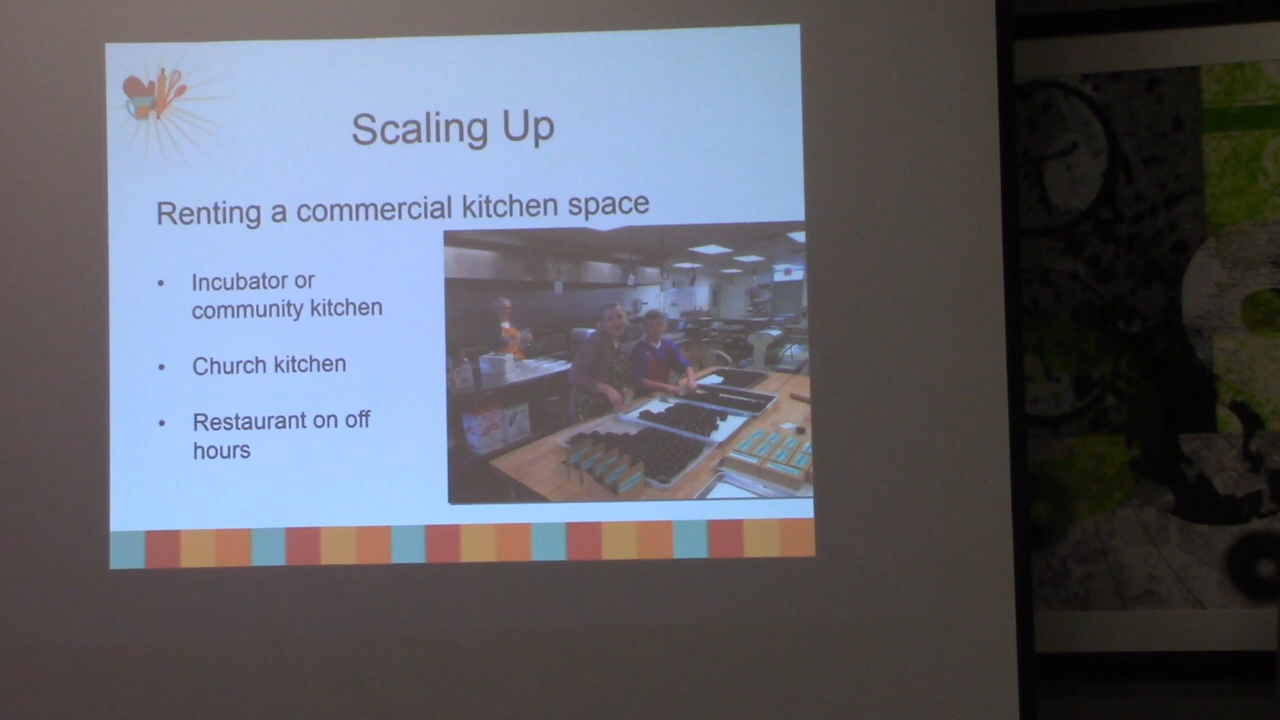 Scaling Up
Renting a commercial kitchen space
• Incubator or
community kitchen
• Church kitchen
• Restaurant on off
hours